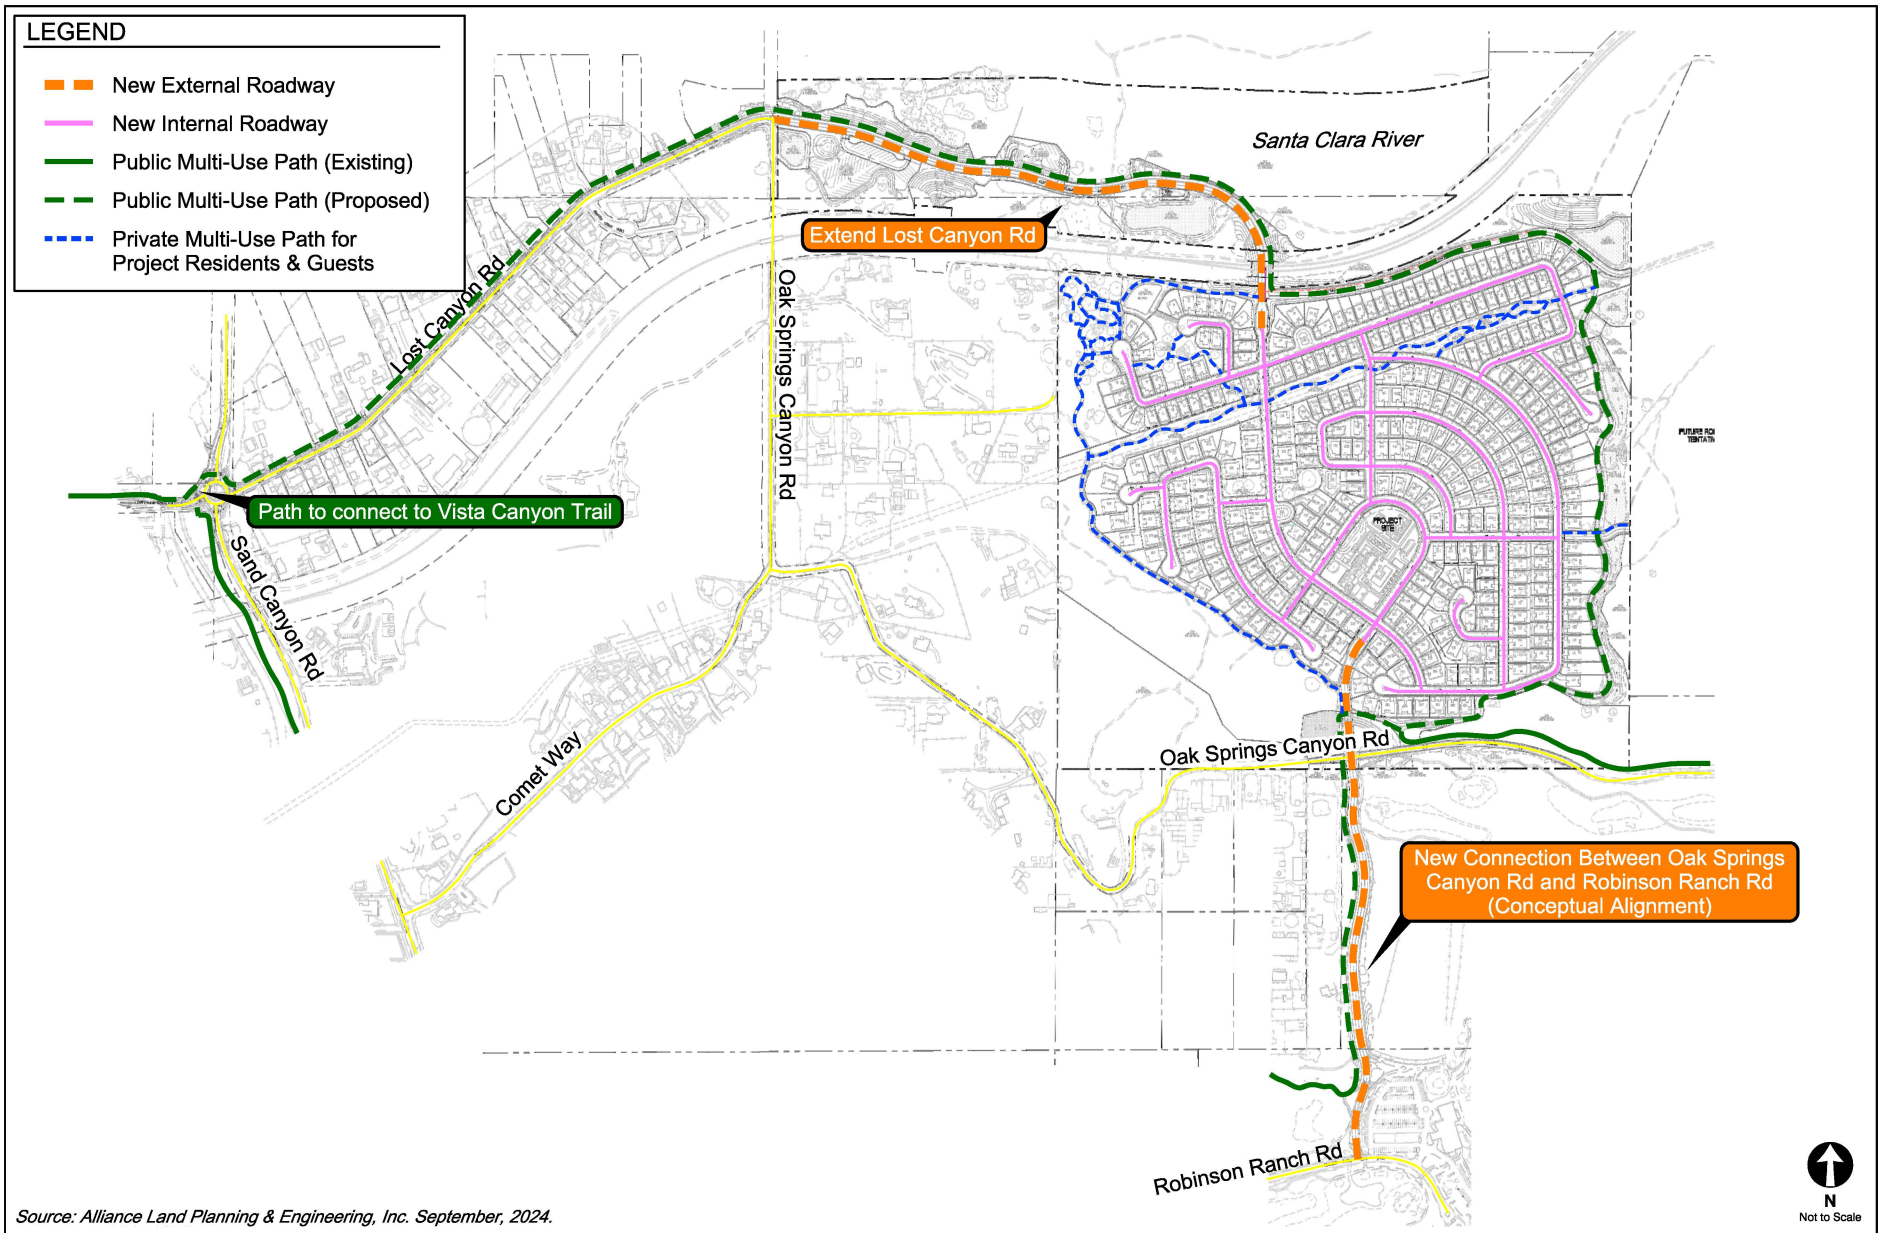 LEGEND
New External Roadway
New Internal Roadway
Public Multi-Use Path (Existing)
Public Multi-Use Path (Proposed)
Private Multi-Use Path for
Project Residents & Guests
Santa Clara River
Extend Lost Canyon Rd
Lost Canyon Rd
Oak Springs Canyon Rd
Path to connect to Vista Canyon Trail
Sand Canyon Rd
PROJECT
SITE
Comet Way
Oak Springs Canyon Rd
New Connection Between Oak Springs
Canyon Rd and Robinson Ranch Rd
(Conceptual Alignment)
Robinson Ranch Rd
N
Not to Scale
Source: Alliance Land Planning & Engineering, Inc. September, 2024.